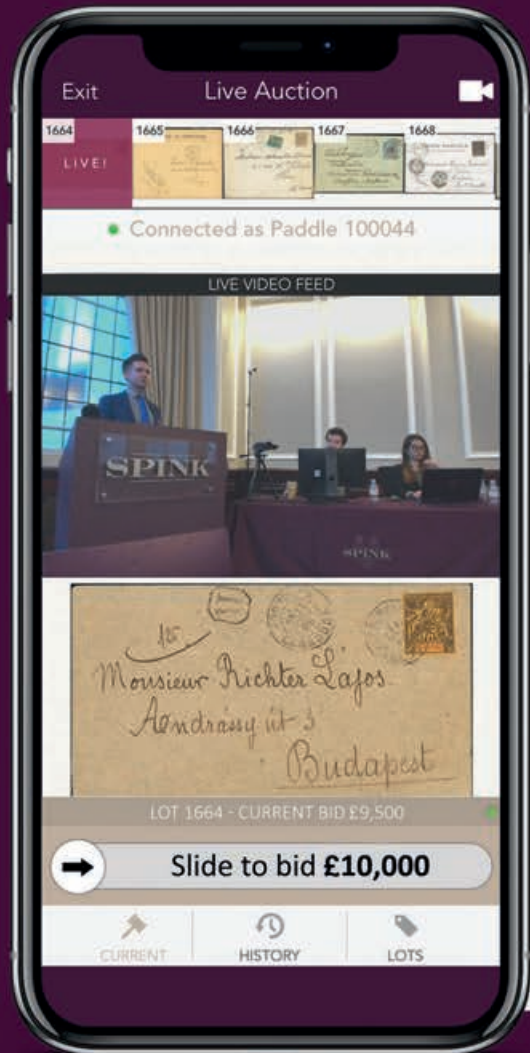 Exit Live Auction
1664 1665 1666 1667 1668
LIVE!
Connected as Paddle 100044
LIVE VIDEO FEED
SPINK
SPINK
125
Monsieur Richter Lajos
Andrássy út 3
Budapest
LOT 1664 - CURRENT BID £9,500
Slide to bid £10,000
CURRENT HISTORY LOTS